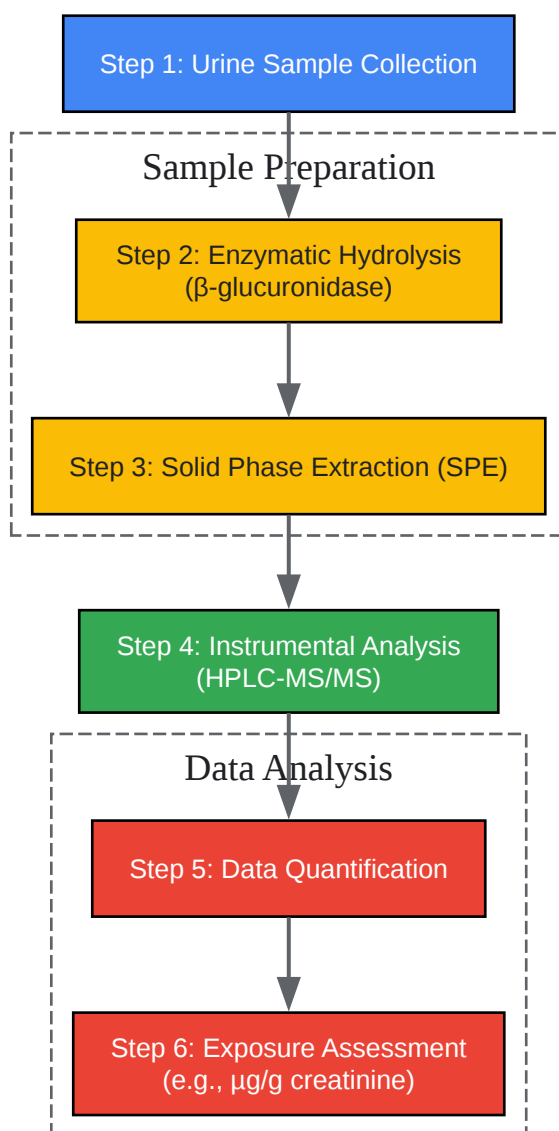 Step 1: Urine Sample Collection
Sample Preparation
Step 2: Enzymatic Hydrolysis
(β-glucuronidase)
Step 3: Solid Phase Extraction (SPE)
Step 4: Instrumental Analysis
(HPLC-MS/MS)
Data Analysis
Step 5: Data Quantification
Step 6: Exposure Assessment
(e.g., µg/g creatinine)